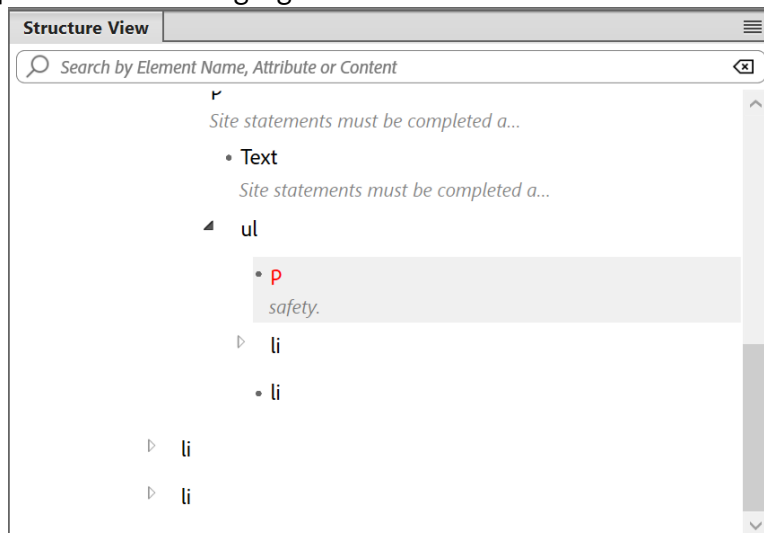 Structure View
Search by Element Name, Attribute or Content
p
Site statements must be completed a...
Text
Site statements must be completed a...
ul
p
safety.
li
li
li
li